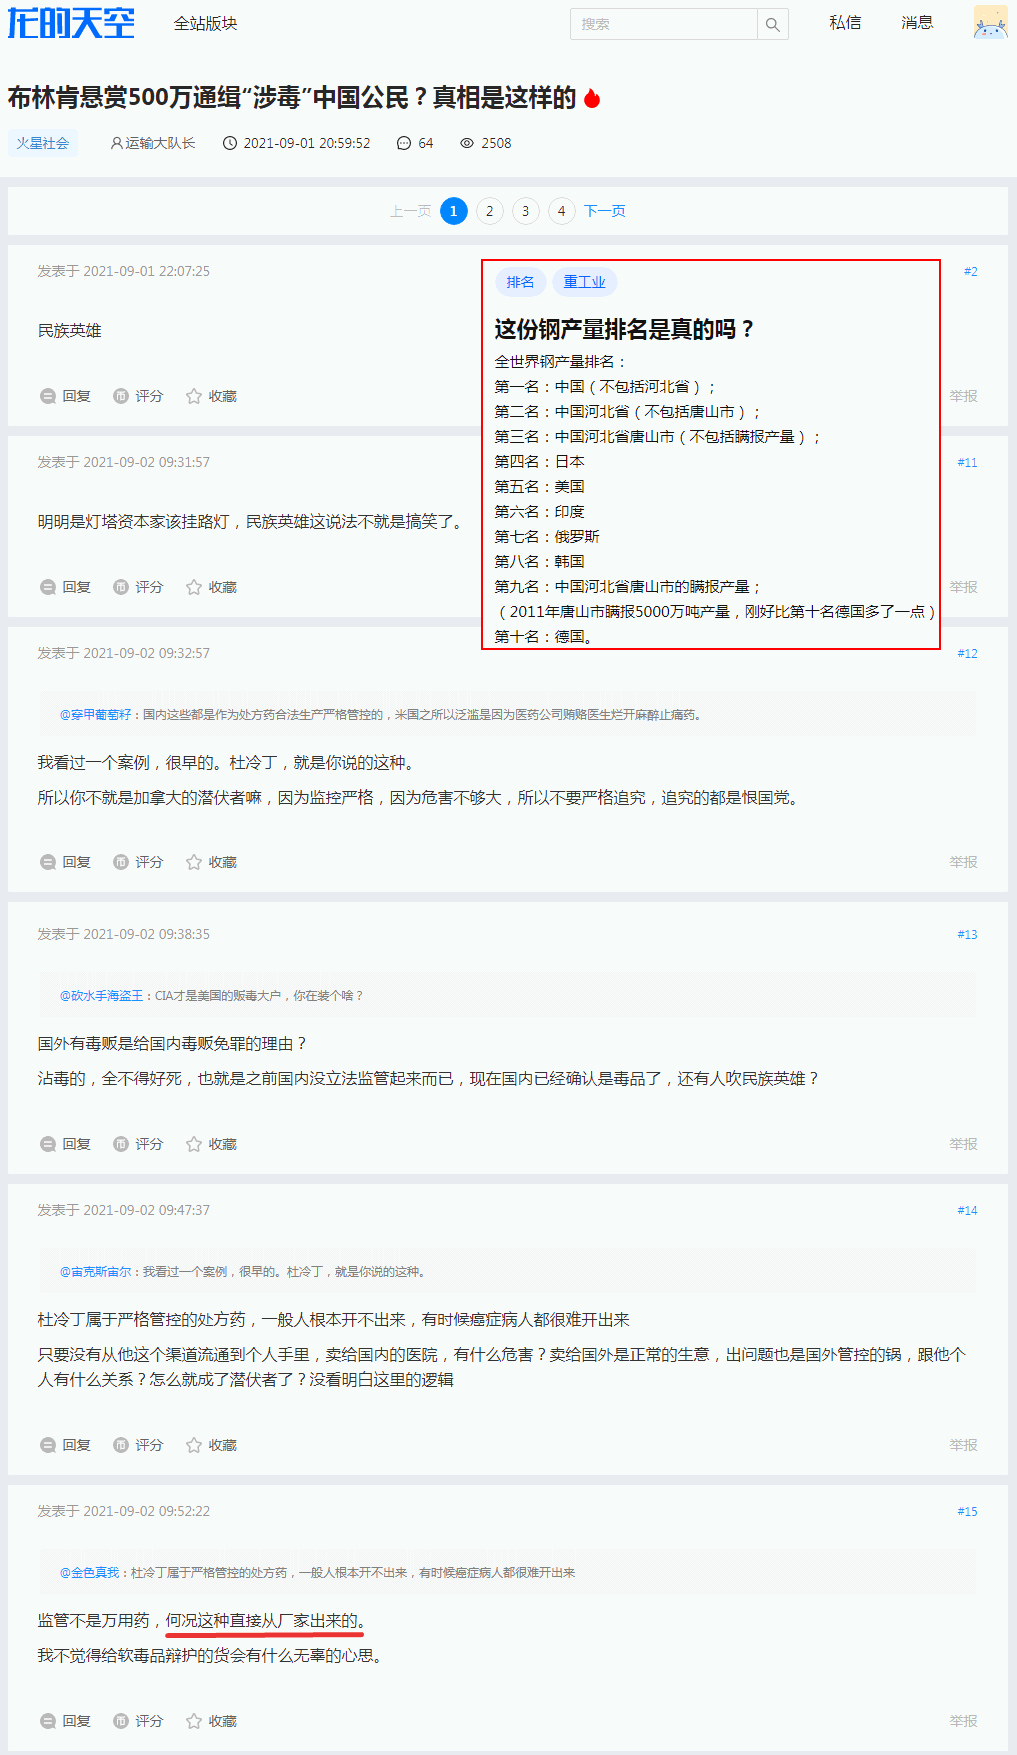 龙的天空
全站版块
搜索
私信
消息
布林肯悬赏500万通缉“涉毒”中国公民？真相是这样的
火星社会
运输大队长
2021-09-01 20:59:52
64
2508
上一页 1 2 3 4 下一页
发表于 2021-09-01 22:07:25
#2
民族英雄
回复 评分 收藏
举报
排名 重工业
这份钢产量排名是真的吗？
全世界钢产量排名：
第一名：中国（不包括河北省）；
第二名：中国河北省（不包括唐山市）；
第三名：中国河北省唐山市（不包括瞒报产量）；
第四名：日本
第五名：美国
第六名：印度
第七名：俄罗斯
第八名：韩国
第九名：中国河北省唐山市的瞒报产量；
（2011年唐山市瞒报5000万吨产量，刚好比第十名德国多了一点）
第十名：德国。
发表于 2021-09-02 09:31:57
#11
明明是灯塔资本家该挂路灯，民族英雄这说法不就是搞笑了。
回复 评分 收藏
举报
发表于 2021-09-02 09:32:57
#12
@穿甲葡萄籽：国内这些都是作为处方药合法生产严格管控的，米国之所以泛滥是因为医药公司贿赂医生烂开麻醉止痛药。
我看过一个案例，很早的。杜冷丁，就是你说的这种。
所以你不就是加拿大的潜伏者嘛，因为监控严格，因为危害不够大，所以不要严格追究，追究的都是恨国党。
回复 评分 收藏
举报
发表于 2021-09-02 09:38:35
#13
@砍水手海盗王：CIA才是美国的贩毒大户，你在装个啥？
国外有毒贩是给国内毒贩免罪的理由？
沾毒的，全不得好死，也就是之前国内没立法监管起来而已，现在国内已经确认是毒品了，还有人吹民族英雄？
回复 评分 收藏
举报
发表于 2021-09-02 09:47:37
#14
@宙克斯宙尔：我看过一个案例，很早的。杜冷丁，就是你说的这种。
杜冷丁属于严格管控的处方药，一般人根本开不出来，有时候癌症病人都很难开出来
只要没有从他这个渠道流通到个人手里，卖给国内的医院，有什么危害？卖给国外是正常的生意，出问题也是国外管控的锅，跟他个
人有什么关系？怎么就成了潜伏者了？没看明白这里的逻辑
回复 评分 收藏
举报
发表于 2021-09-02 09:52:22
#15
@金色真我：杜冷丁属于严格管控的处方药，一般人根本开不出来，有时候癌症病人都很难开出来
监管不是万用药，何况这种直接从厂家出来的。
我不觉得给软毒品辩护的货会有什么无辜的心思。
回复 评分 收藏
举报